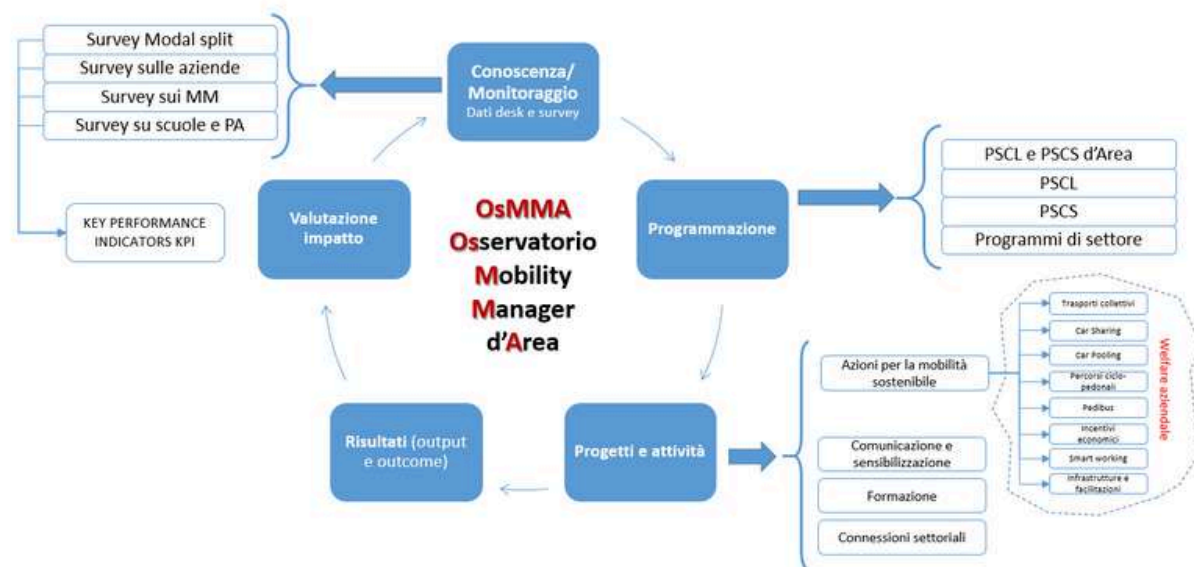 Survey Modal split
Survey sulle aziende
Survey sui MM
Survey su scuole e PA
KEY PERFORMANCE
INDICATORS KPI
Conoscenza/
Monitoraggio
Dati desk e survey
Valutazione
impatto
OsMMA
Osservatorio
Mobility
Manager
d'Area
Programmazione
PSCL e PSCS d'Area
PSCL
PSCS
Programmi di settore
Risultati (output
e outcome)
Progetti e attività
Azioni per la mobilità
sostenibile
Comunicazione e
sensibilizzazione
Formazione
Connessioni settoriali
Trasporti collettivi
Car Sharing
Car Pooling
Percorsi ciclo-
pedonali
Pedibus
Incentivi
economici
Smart working
Infrastrutture e
facilitazioni
Welfare aziendale